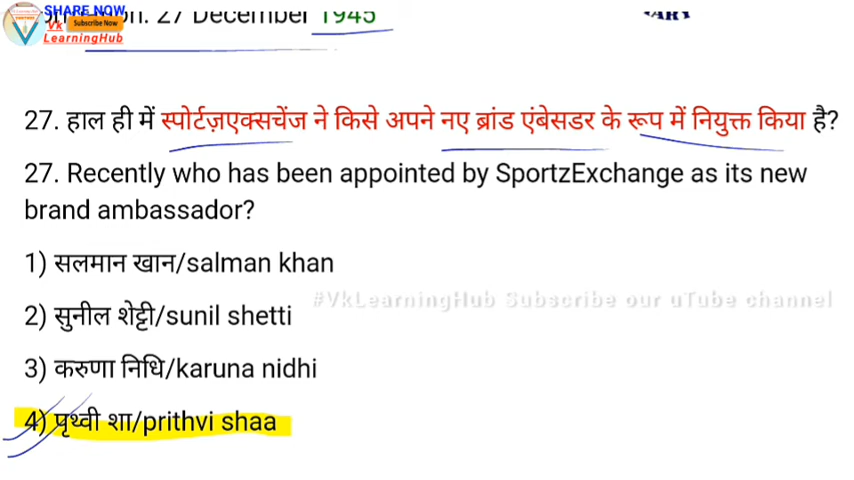 SHARE NOW
27 December 1945
Vk
Subscribe Now
LearningHub
27. हाल ही में स्पोर्टज़एक्सचेंज ने किसे अपने नए ब्रांड एंबेसडर के रूप में नियुक्त किया है?
27. Recently who has been appointed by SportzExchange as its new
brand ambassador?
1) सलमान खान/salman khan
#VkLearningHub Subscribe our uTube channel
2) सुनील शेट्टी/sunil shetti
3) करुणा निधि/karuna nidhi
4) पृथ्वी शा/prithvi shaa